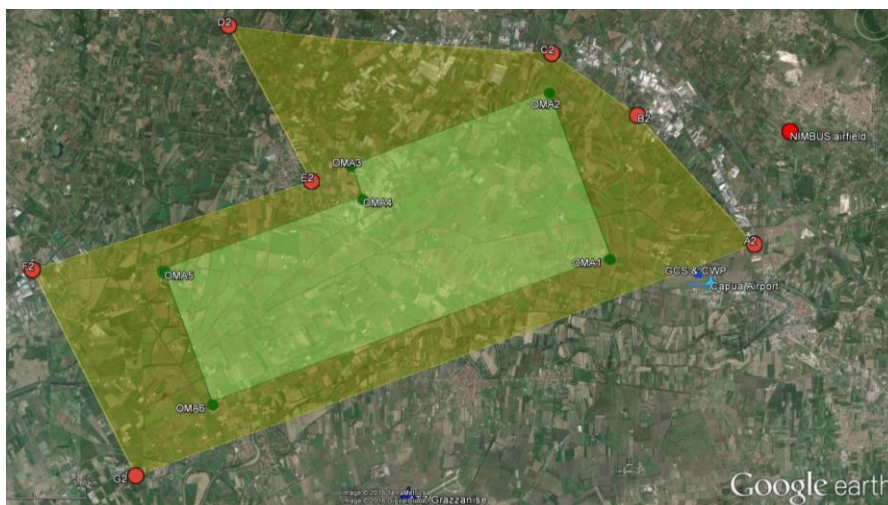 D2
C2
OMA2
B2
NIMBUS airfield
OMA3
E2
OMA4
A2
F2
OMA1
OMA5
GCS & CWP
Capua Airport
OMA6
G2
Grazzanise
Google earth